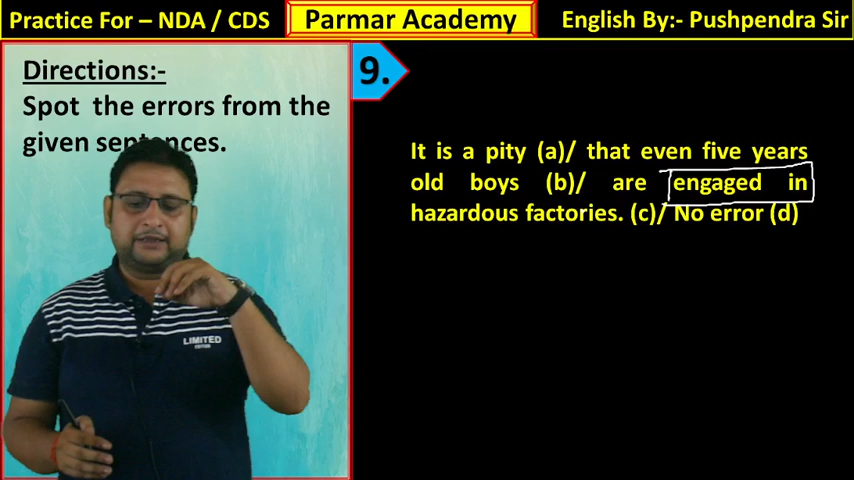 Practice For – NDA / CDS
Parmar Academy
English By:- Pushpendra Sir
Directions:-
Spot the errors from the
given sentences.
9.
It is a pity (a)/ that even five years
old boys (b)/ are engaged in
hazardous factories. (c)/ No error (d)
LIMITED
EDITION